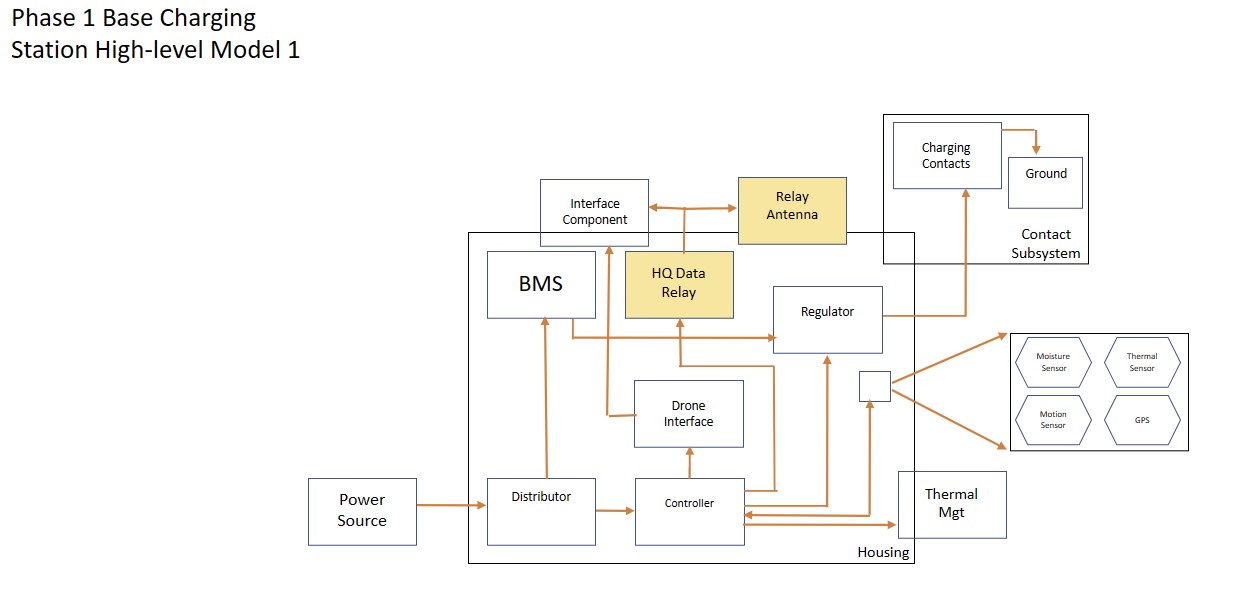 Phase 1 Base Charging
Station High-level Model 1
Charging
Contacts
Ground
Contact
Subsystem
Interface
Component
Relay
Antenna
BMS
HQ Data
Relay
Regulator
Moisture
Sensor
Thermal
Sensor
Motion
Sensor
GPS
Drone
Interface
Power
Source
Distributor
Controller
Thermal
Mgt
Housing